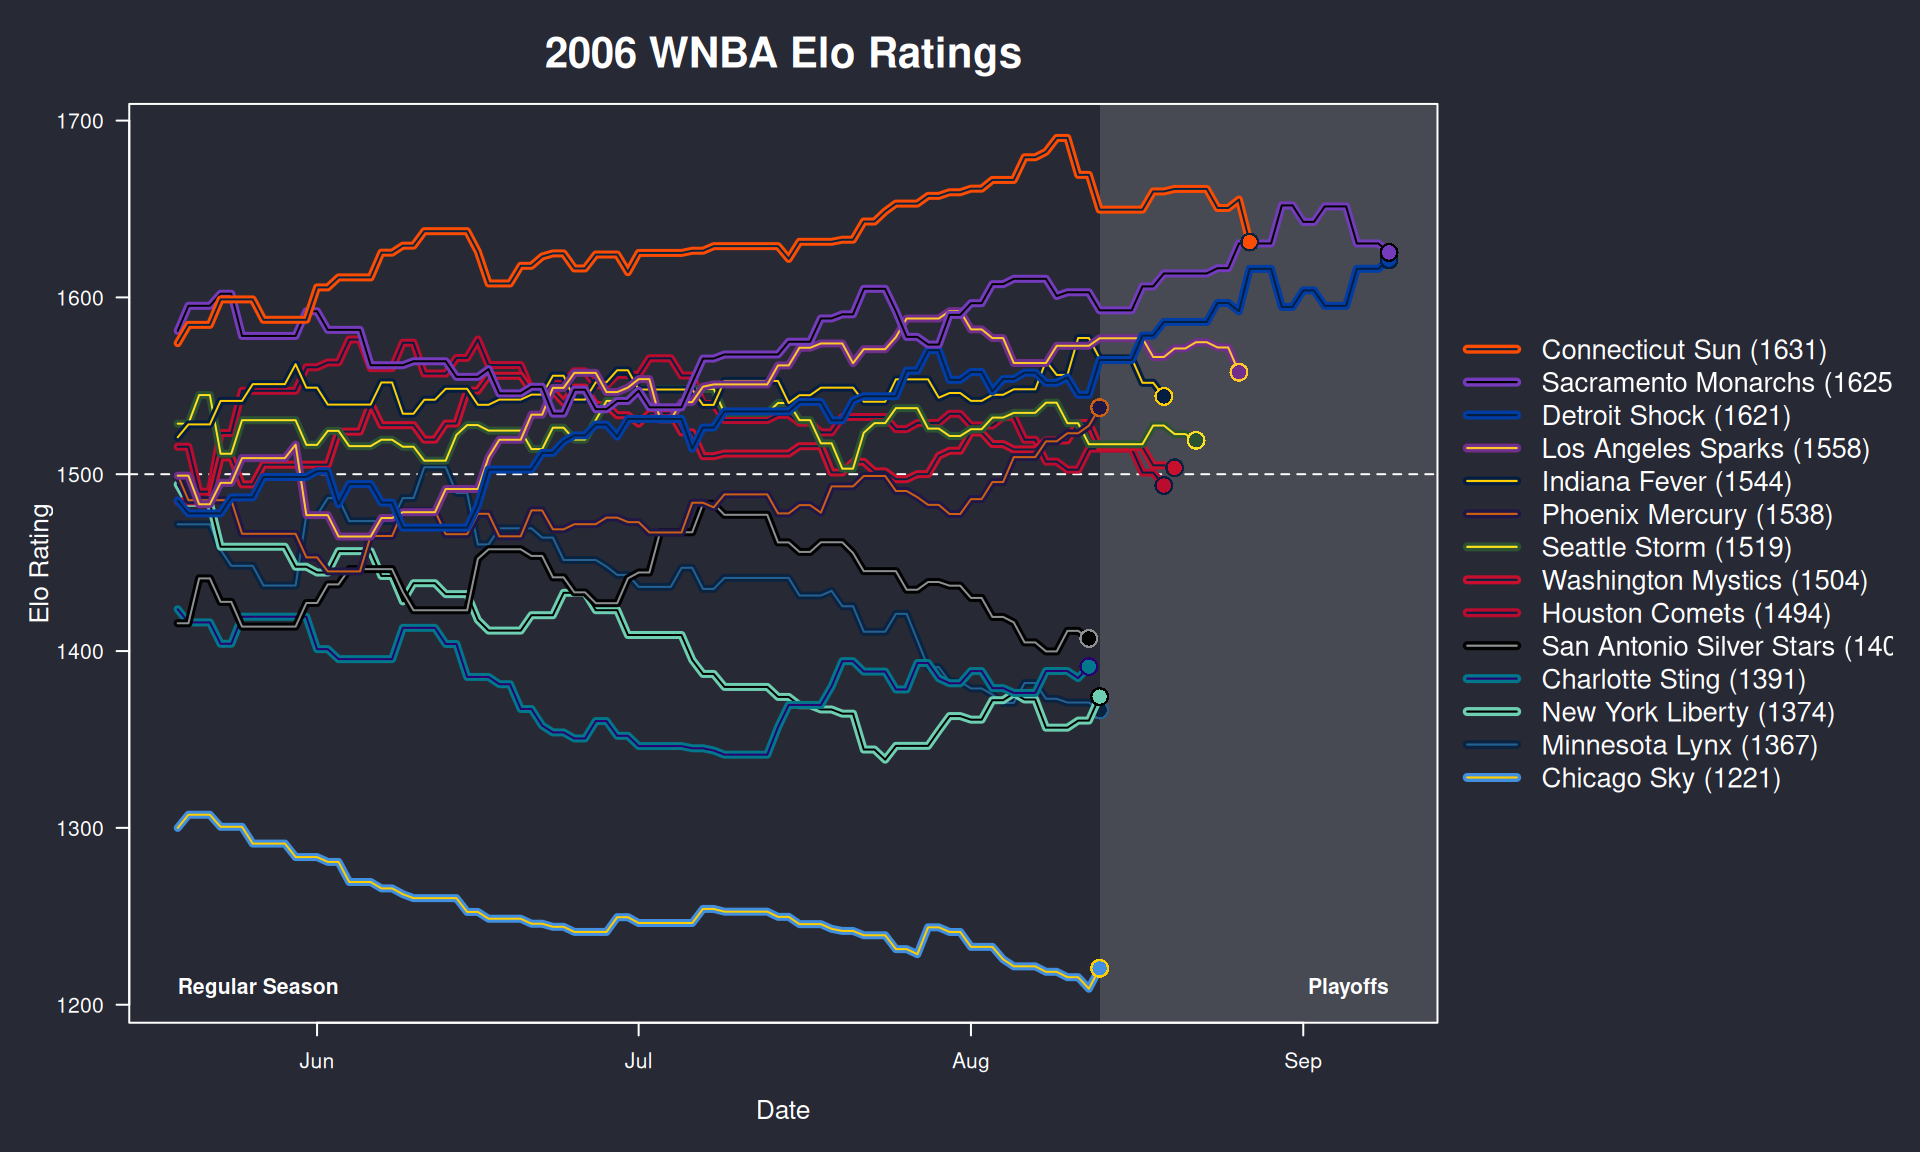 2006 WNBA Elo Ratings
1700
1600
1500
1400
1300
1200
Elo Rating
Regular Season
Playoffs
Jun
Jul
Aug
Sep
Date
Connecticut Sun (1631)
Sacramento Monarchs (1625
Detroit Shock (1621)
Los Angeles Sparks (1558)
Indiana Fever (1544)
Phoenix Mercury (1538)
Seattle Storm (1519)
Washington Mystics (1504)
Houston Comets (1494)
San Antonio Silver Stars (140
Charlotte Sting (1391)
New York Liberty (1374)
Minnesota Lynx (1367)
Chicago Sky (1221)